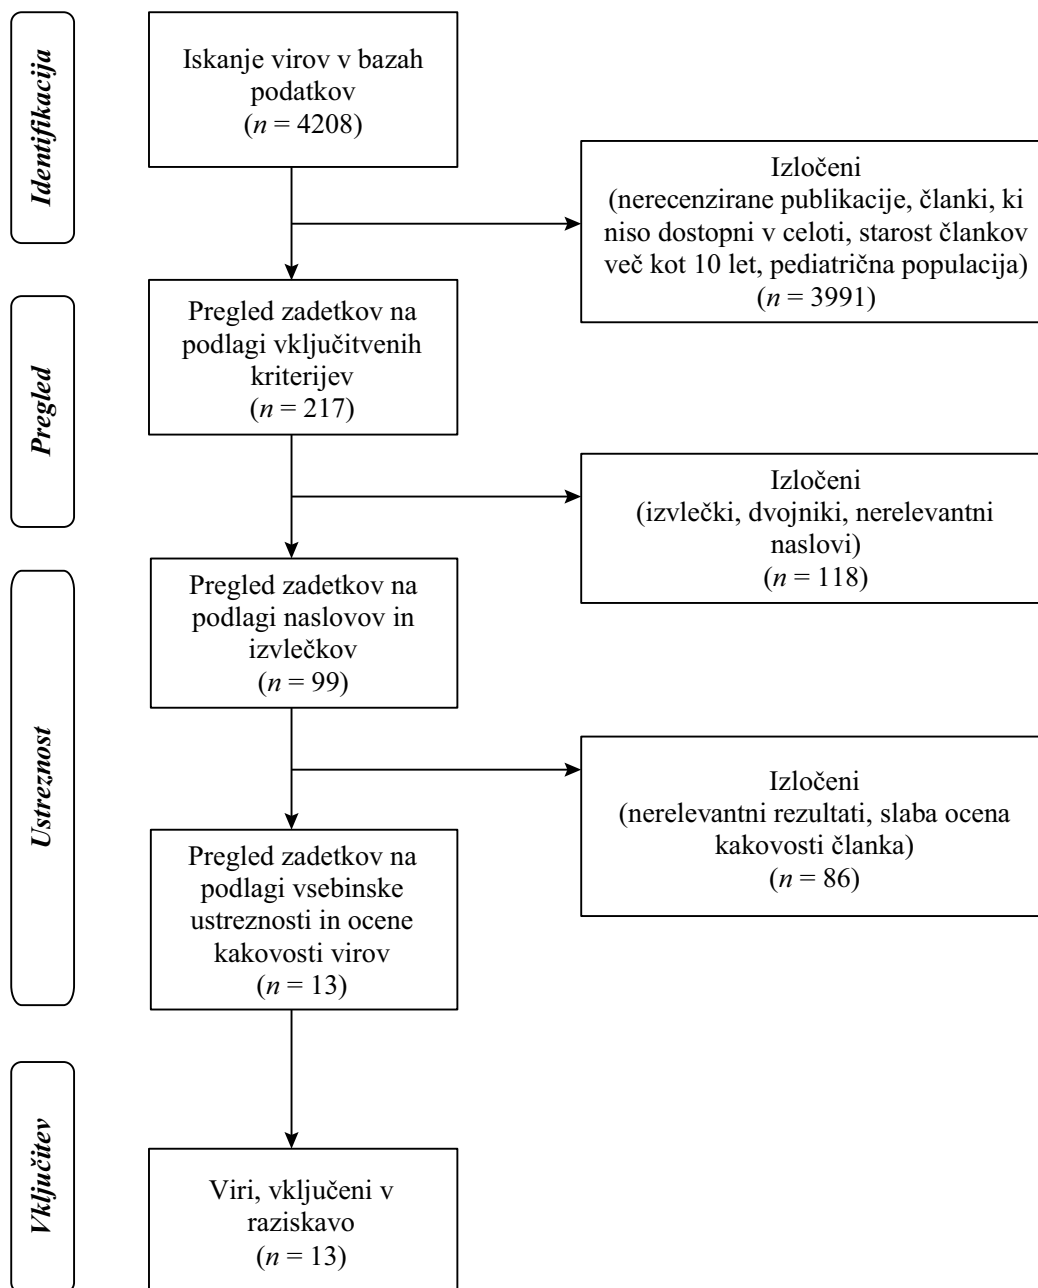 Identifikacija
Iskanje virov v bazah
podatkov
(n = 4208)
Izločeni
(nerecenzirane publikacije, članki, ki
niso dostopni v celoti, starost člankov
več kot 10 let, pediatrična populacija)
(n = 3991)
Pregled
Pregled zadetkov na
podlagi vključitvenih
kriterijev
(n = 217)
Izločeni
(izvlečki, dvojniki, nerelevantni
naslovi)
(n = 118)
Ustreznost
Pregled zadetkov na
podlagi naslovov in
izvlečkov
(n = 99)
Izločeni
(nerelevantni rezultati, slaba ocena
kakovosti članka)
(n = 86)
Pregled zadetkov na
podlagi vsebinske
ustreznosti in ocene
kakovosti virov
(n = 13)
Vključitev
Viri, vključeni v
raziskavo
(n = 13)